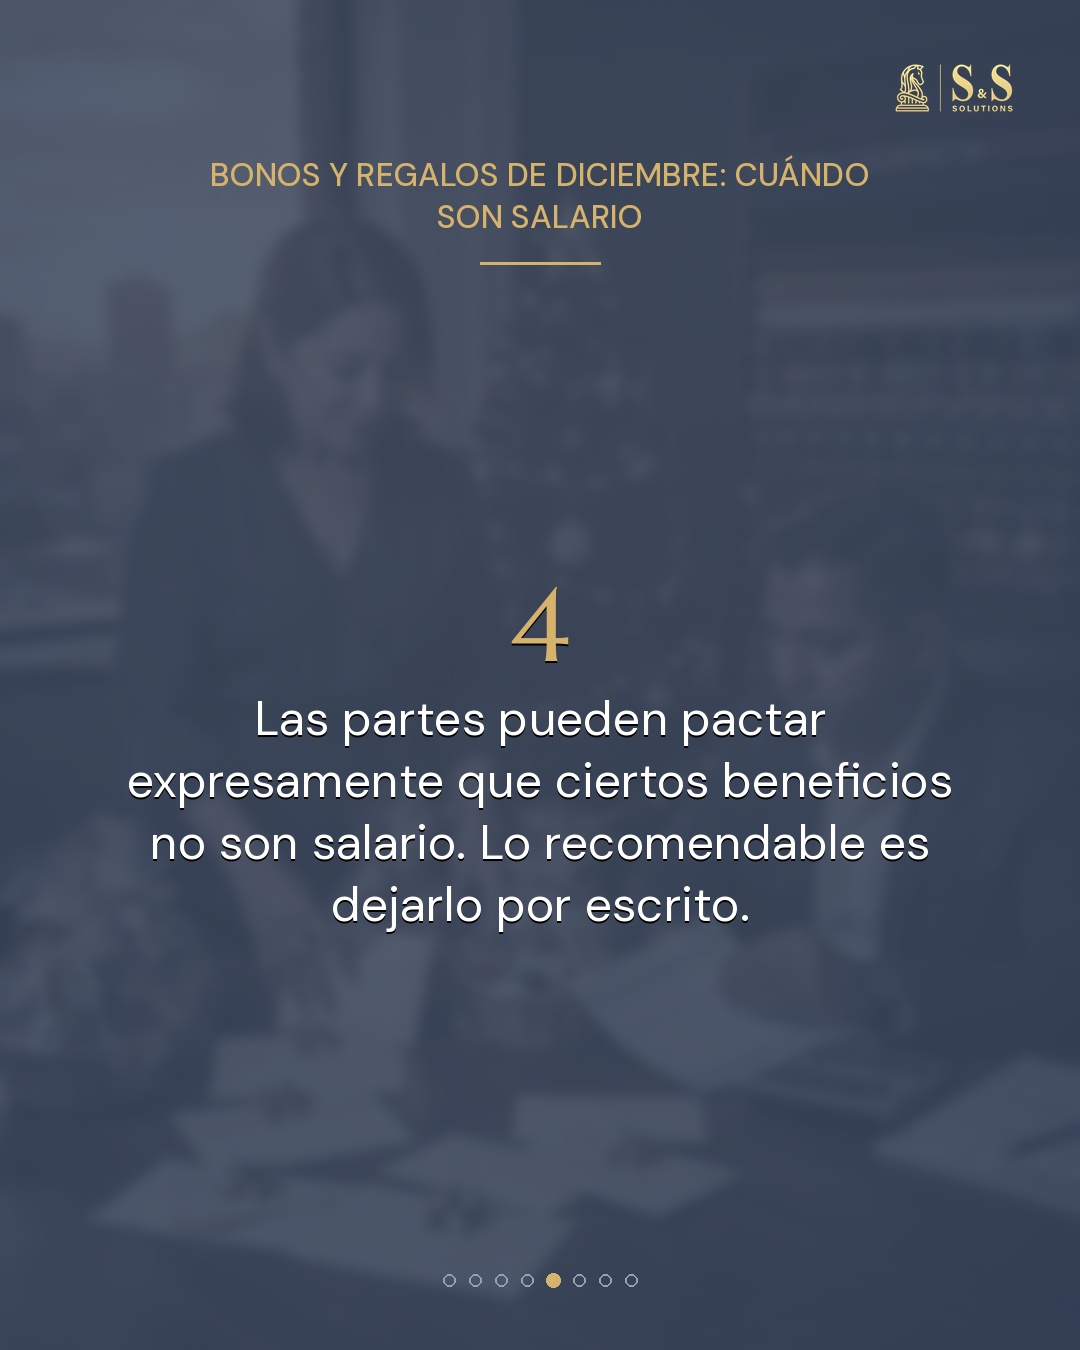 S&S
SOLUTIONS
BONOS Y REGALOS DE DICIEMBRE: CUÁNDO
SON SALARIO
4
Las partes pueden pactar
expresamente que ciertos beneficios
no son salario. Lo recomendable es
dejarlo por escrito.